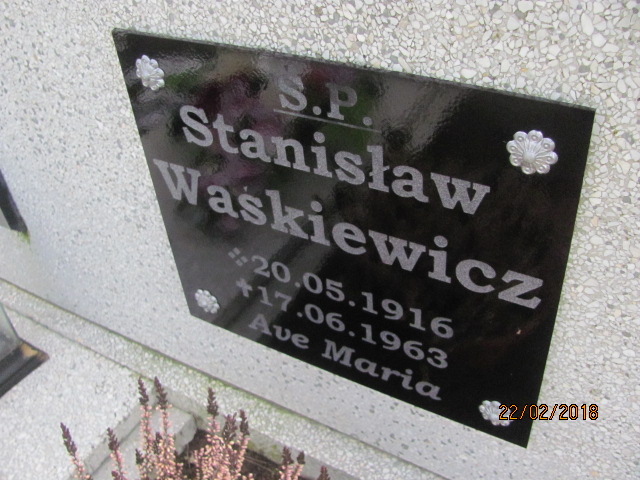 Ś.P.
Stanisław
Waśkiewicz
20.05.1916
✝17.06.1963
Ave Maria
22/02/2018